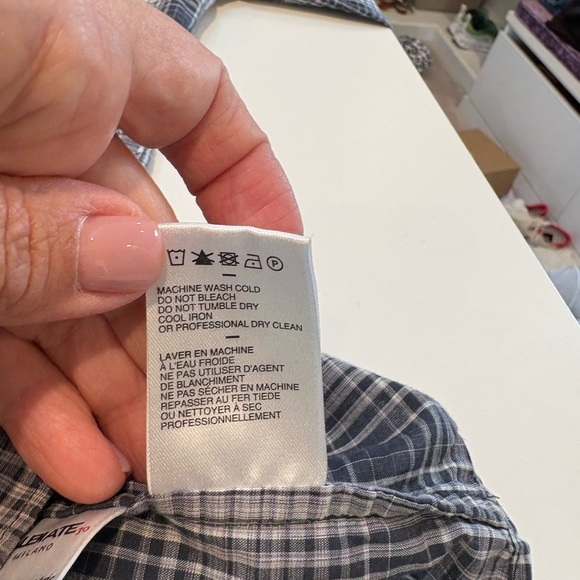 P
MACHINE WASH COLD
DO NOT BLEACH
DO NOT TUMBLE DRY
COOL IRON
OR PROFESSIONAL DRY CLEAN
LAVER EN MACHINE
À L'EAU FROIDE
NE PAS UTILISER D'AGENT
DE BLANCHIMENT
NE PAS SÉCHER EN MACHINE
REPASSER AU FER TIEDE
OU NETTOYER À SEC
PROFESSIONNELLEMENT
MILANO